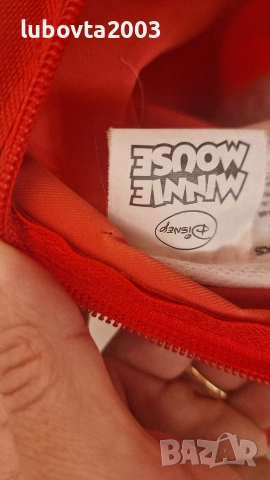 lubovta2003
MINNIE
MOUSE
Disney
BAZAR